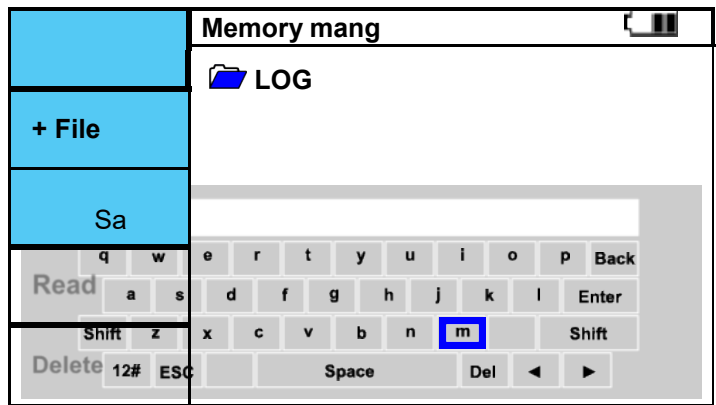 Memory mang
LOG
+ File
Sa
q w e r t y u i o p Back
Read
a s d f g h j k l Enter
Shift z x c v b n m Shift
Delete
12# ESC Space Del ◄ ►